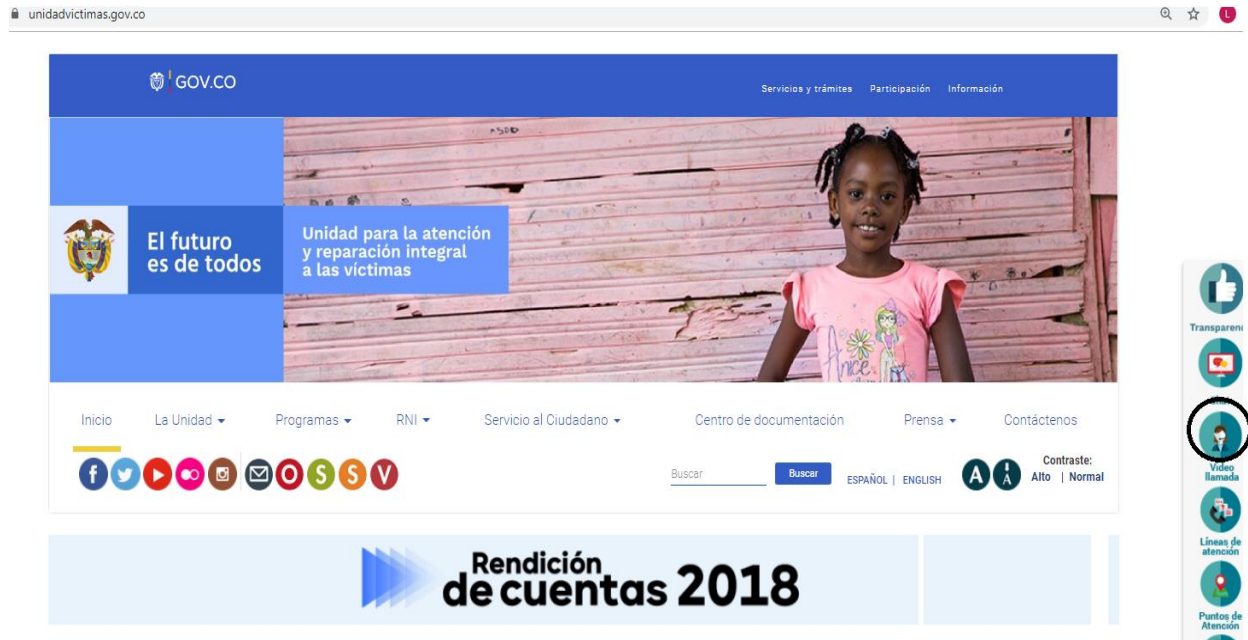 unidadvictimas.gov.co
L
GOV.CO
Servicios y trámites Participación Información
El futuro
es de todos
Unidad para la atención
y reparación integral
a las víctimas
Inicio La Unidad Programas RNI Servicio al Ciudadano Centro de documentación Prensa Contáctenos
O S S V
Buscar Buscar ESPAÑOL | ENGLISH A A
Contraste:
Alto | Normal
Rendición
de cuentas 2018
Transparenc
Video
llamada
Líneas de
atención
Puntos de
Atención